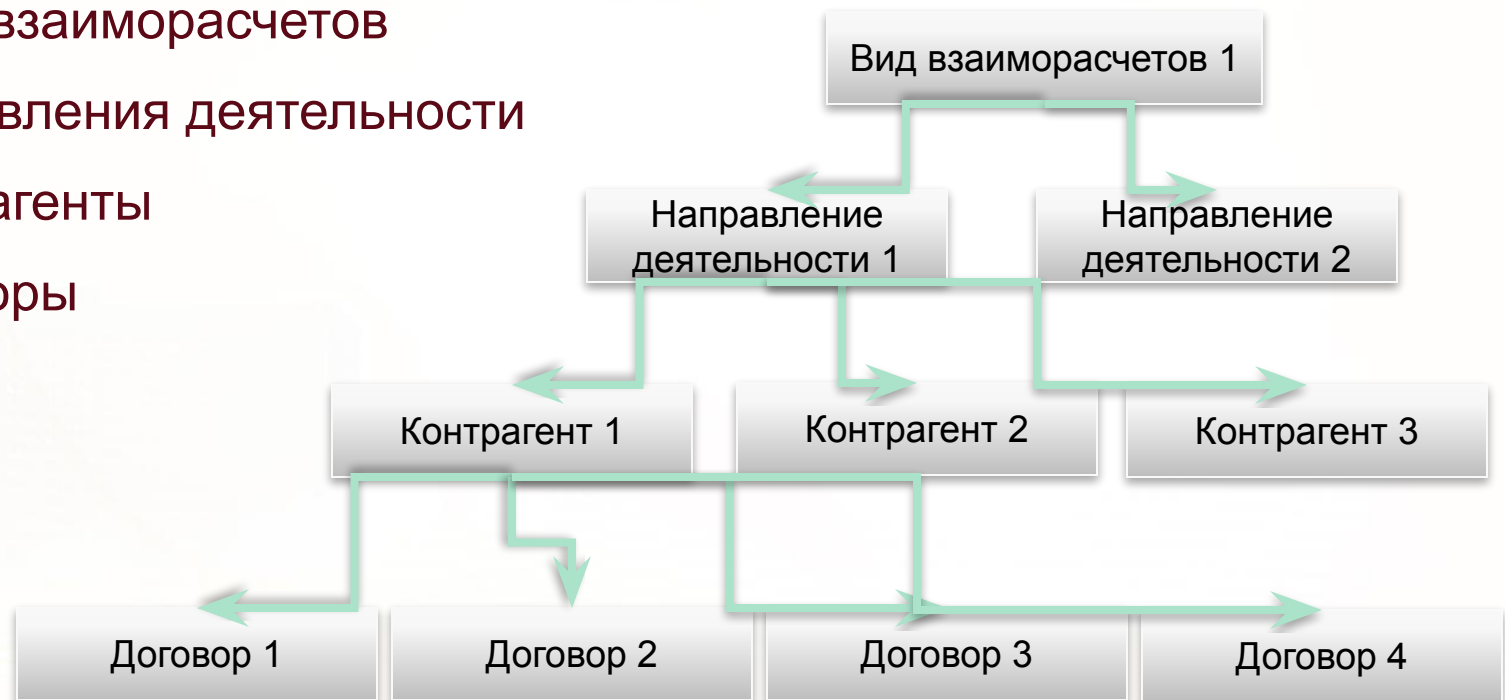 взаиморасчетов
вления деятельности
агенты
оры
Вид взаиморасчетов 1
Направление
деятельности 1
Направление
деятельности 2
Контрагент 1
Контрагент 2
Контрагент 3
Договор 1
Договор 2
Договор 3
Договор 4